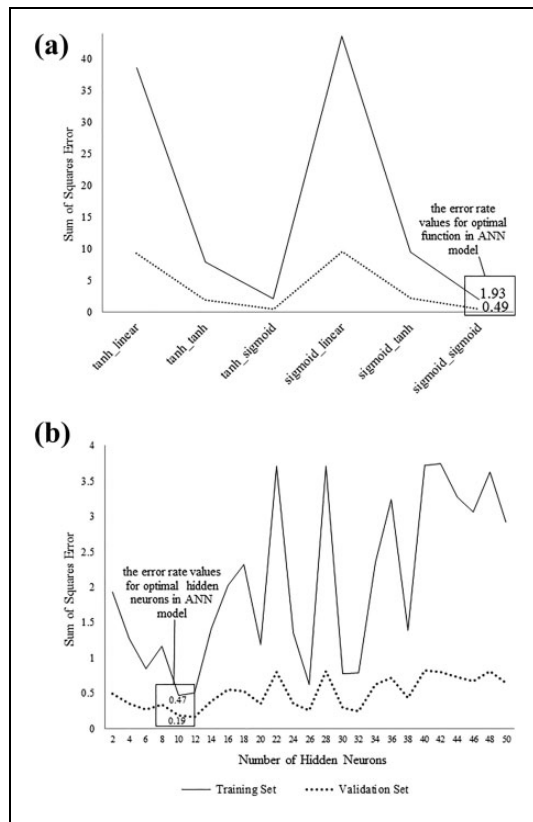 (a)
Sum of Squares Error
40
35
30
25
20
15
10
5
0
the error rate
values for optimal
function in ANN
model
1.93
0.49
tanh_linear
tanh_tanh
tanh_sigmoid
sigmoid_linear
sigmoid_tanh
sigmoid_sigmoid
(b)
Sum of Squares Error
4
3.5
3
2.5
2
1.5
1
0.5
0
the error rate values
for optimal hidden
neurons in ANN
model
0.47
0.19
2 4 6 8 10 12 14 16 18 20 22 24 26 28 30 32 34 36 38 40 42 44 46 48 50
Number of Hidden Neurons
Training Set
Validation Set